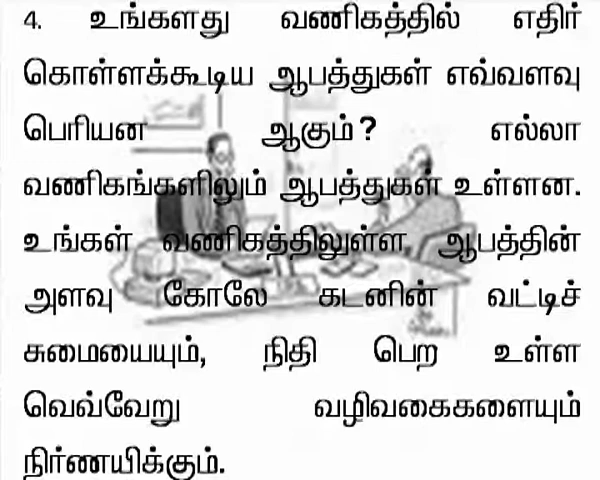 4. உங்களது வணிகத்தில் எதிர்
கொள்ளக்கூடிய ஆபத்துகள் எவ்வளவு
பெரியன ஆகும்? எல்லா
வணிகங்களிலும் ஆபத்துகள் உள்ளன.
உங்கள் வணிகத்திலுள்ள ஆபத்தின்
அளவு கோலே கடனின் வட்டிச்
சுமையையும், நிதி பெற உள்ள
வெவ்வேறு வழிவகைகளையும்
நிர்ணயிக்கும்.